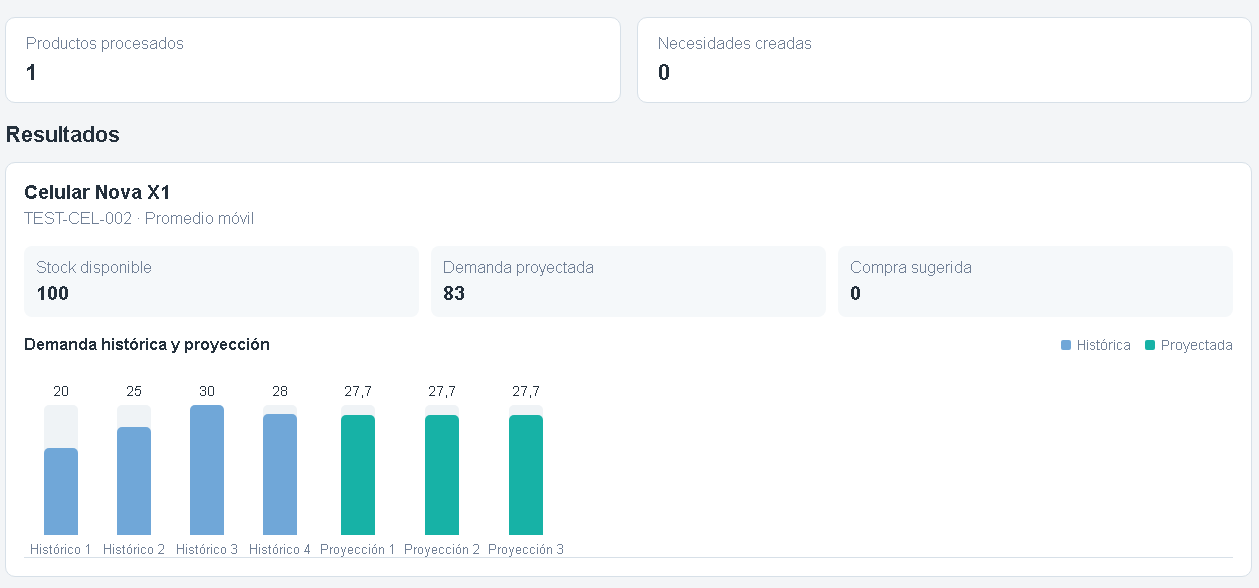 Productos procesados
1
Necesidades creadas
0
Resultados
Celular Nova X1
TEST-CEL-002 · Promedio móvil
Stock disponible
100
Demanda proyectada
83
Compra sugerida
0
Demanda histórica y proyección
Histórica Proyectada
20 25 30 28 27,7 27,7 27,7
Histórico 1 Histórico 2 Histórico 3 Histórico 4 Proyección 1 Proyección 2 Proyección 3